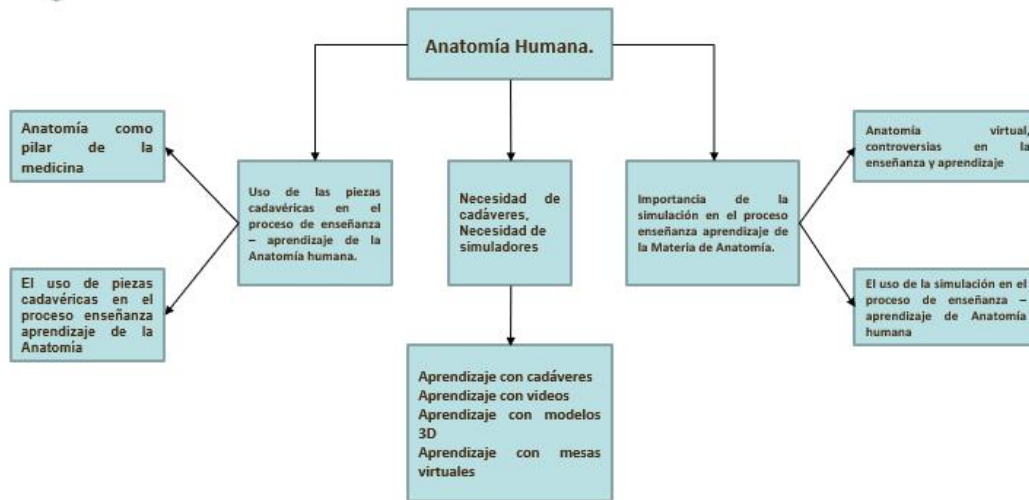 Anatomía Humana.
Anatomía como
pilar de la
medicina
El uso de piezas
cadavéricas en el
proceso enseñanza
aprendizaje de la
Anatomía
Uso de las piezas
cadavéricas en el
proceso de enseñanza
– aprendizaje de la
Anatomía humana.
Necesidad de
cadáveres,
Necesidad de
simuladores
Aprendizaje con cadáveres
Aprendizaje con videos
Aprendizaje con modelos
3D
Aprendizaje con mesas
virtuales
Importancia de la
simulación en el proceso
enseñanza aprendizaje de
la Materia de Anatomía.
Anatomía virtual,
controversias en la
enseñanza y aprendizaje
El uso de la simulación en el
proceso de enseñanza –
aprendizaje de Anatomía
humana